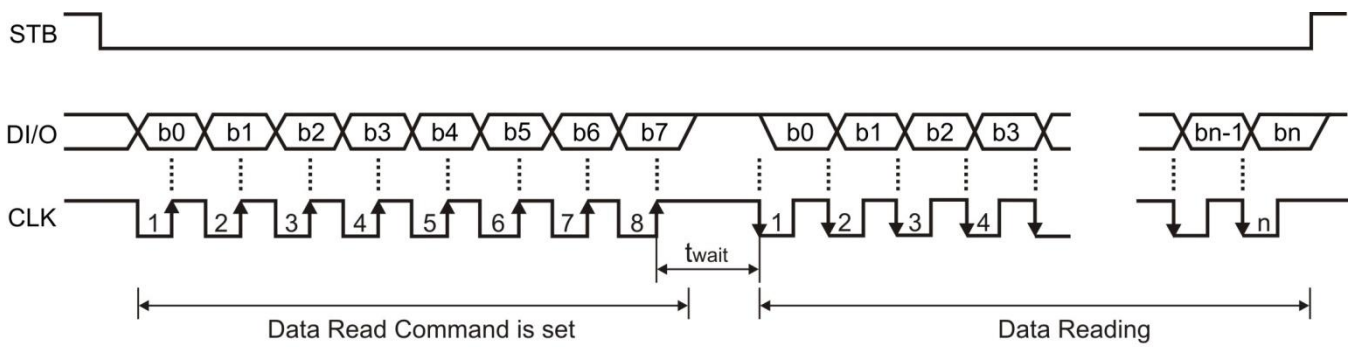 STB
DI/O b0 b1 b2 b3 b4 b5 b6 b7 b0 b1 b2 b3 bn-1 bn
CLK 1 2 3 4 5 6 7 8 1 2 3 4 n
twait
Data Read Command is set Data Reading